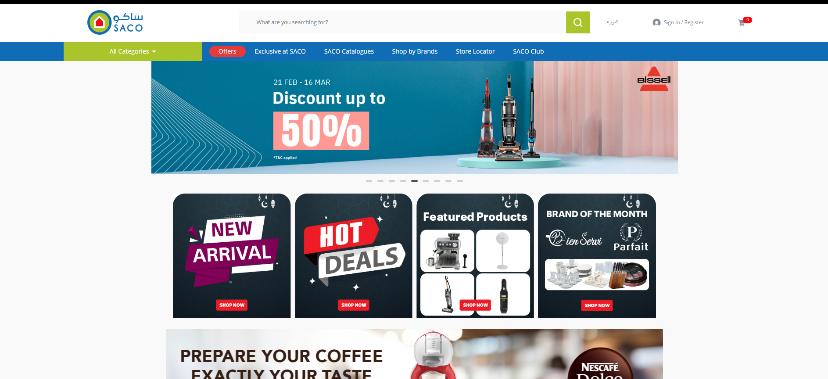 ساكو
SACO
What are you searching for?
عربي
Sign in / Register
All Categories
Offers
Exclusive at SACO
SACO Catalogues
Shop by Brands
Store Locator
SACO Club
21 FEB - 16 MAR
Discount up to
50%
*T&C applied
BISSELL
NEW
ARRIVAL
SHOP NOW
HOT
DEALS
SHOP NOW
Featured Products
SHOP NOW
BRAND OF THE MONTH
Bien Servi
P
Parfait
SHOP NOW
PREPARE YOUR COFFEE
EXACTLY YOUR TASTE
NESCAFÉ
Dolce